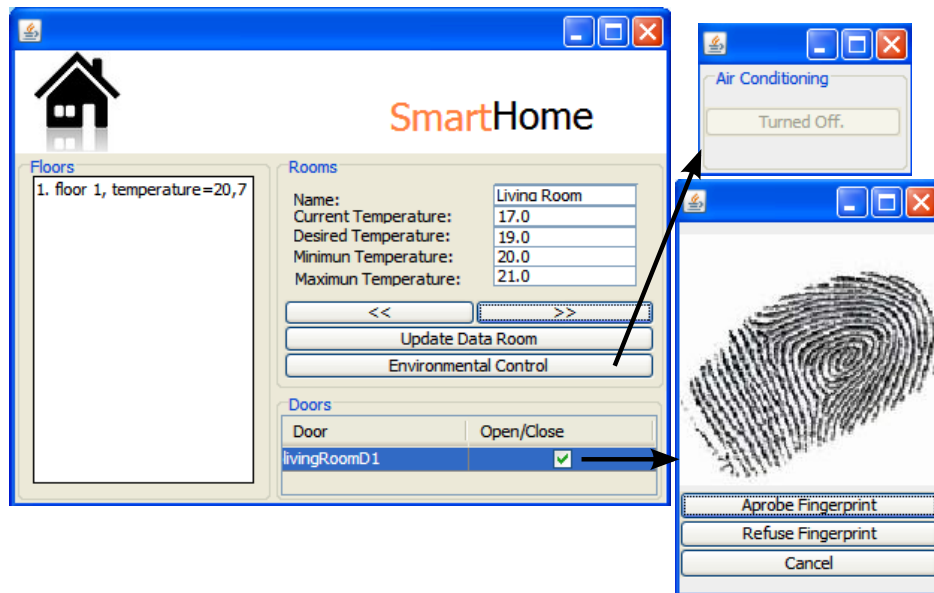 SmartHome
Floors
1. floor 1, temperature=20,7
Rooms
Name: Living Room
Current Temperature: 17.0
Desired Temperature: 19.0
Minimun Temperature: 20.0
Maximun Temperature: 21.0
<< >>
Update Data Room
Environmental Control
Doors
Door Open/Close
livingRoomD1
Air Conditioning
Turned Off.
Aprobe Fingerprint
Refuse Fingerprint
Cancel